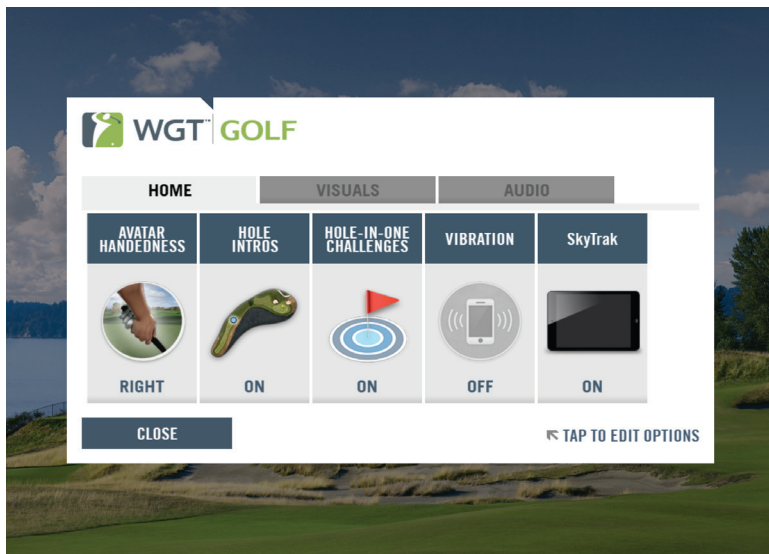 WGT™ GOLF
HOME VISUALS AUDIO
AVATAR
HANDEDNESS
HOLE
INTROS
HOLE-IN-ONE
CHALLENGES
VIBRATION
SkyTrak
RIGHT ON ON OFF ON
CLOSE
TAP TO EDIT OPTIONS